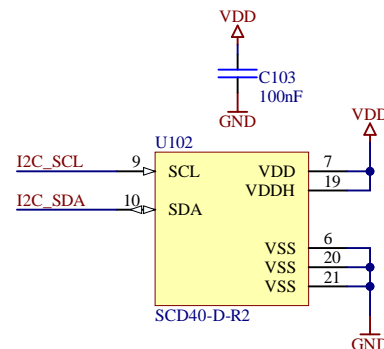 VDD
C103
100nF
GND
VDD
U102
I2C_SCL 9 SCL VDD 7
VDDH 19
I2C_SDA 10 SDA
VSS 6
VSS 20
VSS 21
SCD40-D-R2
GND